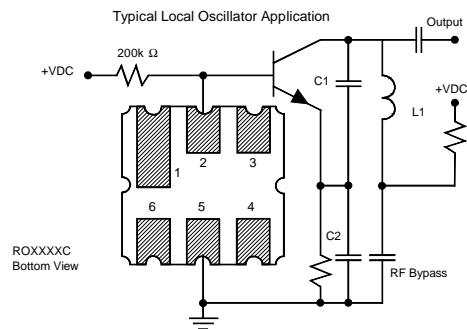 Typical Local Oscillator Application
Output
200k Ω
+VDC
C1
+VDC
L1
1
2
3
6
5
4
C2
ROXXXXC
Bottom View
RF Bypass